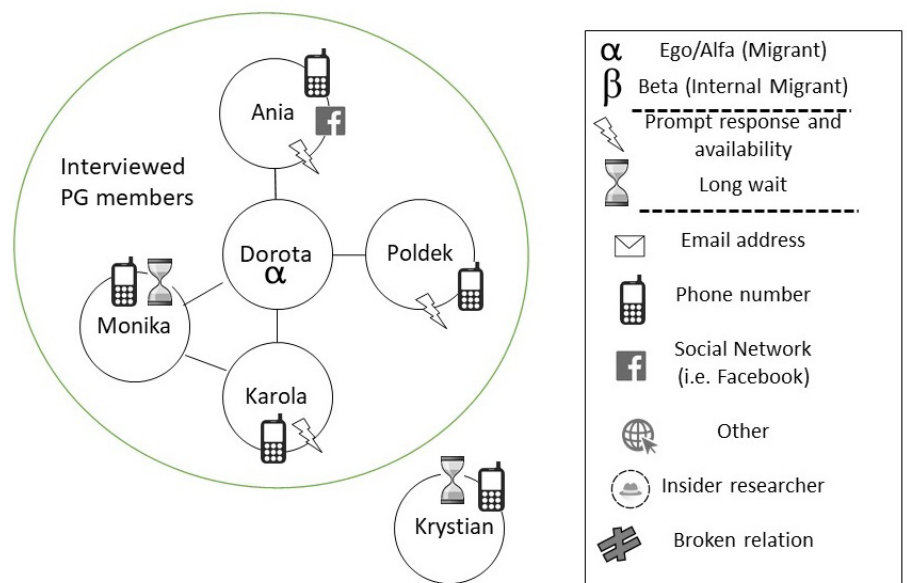 Ania
Interviewed
PG members
Dorota
α
Poldek
Monika
Karola
Krystian
α Ego/Alfa (Migrant)
β Beta (Internal Migrant)
Prompt response and
availability
Long wait
Email address
Phone number
Social Network
(i.e. Facebook)
Other
Insider researcher
Broken relation